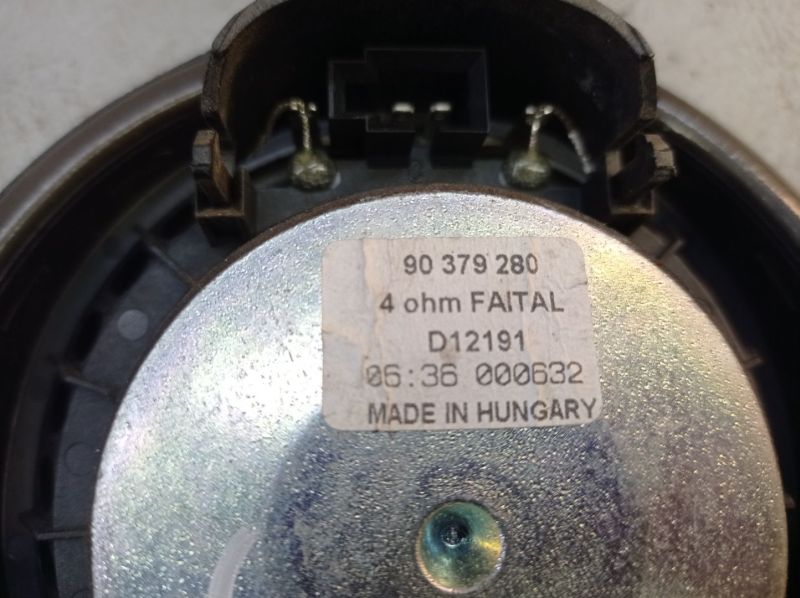 90 379 280
4 ohm FAITAL
D12191
06:36 000632
MADE IN HUNGARY